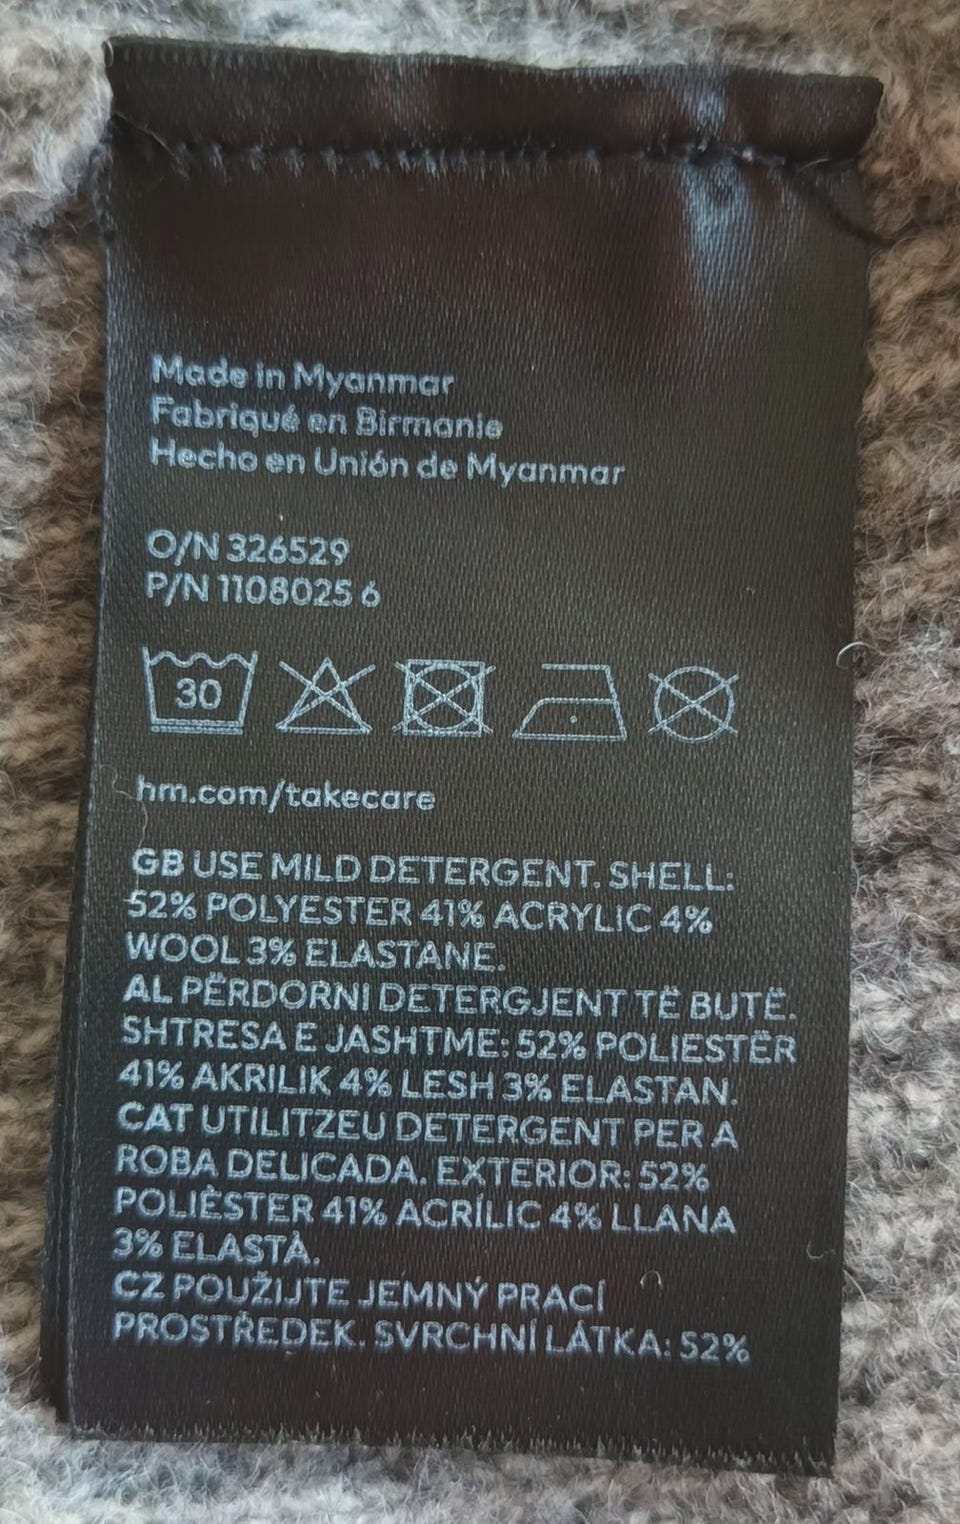 Made in Myanmar
Fabriqué en Birmanie
Hecho en Unión de Myanmar
O/N 326529
P/N 1108025 6
30
hm.com/takecare
GB USE MILD DETERGENT. SHELL:
52% POLYESTER 41% ACRYLIC 4%
WOOL 3% ELASTANE.
AL PËRDORNI DETERGJENT TË BUTË.
SHTRESA E JASHTME: 52% POLIESTËR
41% AKRILIK 4% LESH 3% ELASTAN.
CAT UTILITZEU DETERGENT PER A
ROBA DELICADA. EXTERIOR: 52%
POLIÈSTER 41% ACRÍLIC 4% LLANA
3% ELASTÀ.
CZ POUŽIJTE JEMNÝ PRACÍ
PROSTŘEDEK. SVRCHNÍ LÁTKA: 52%